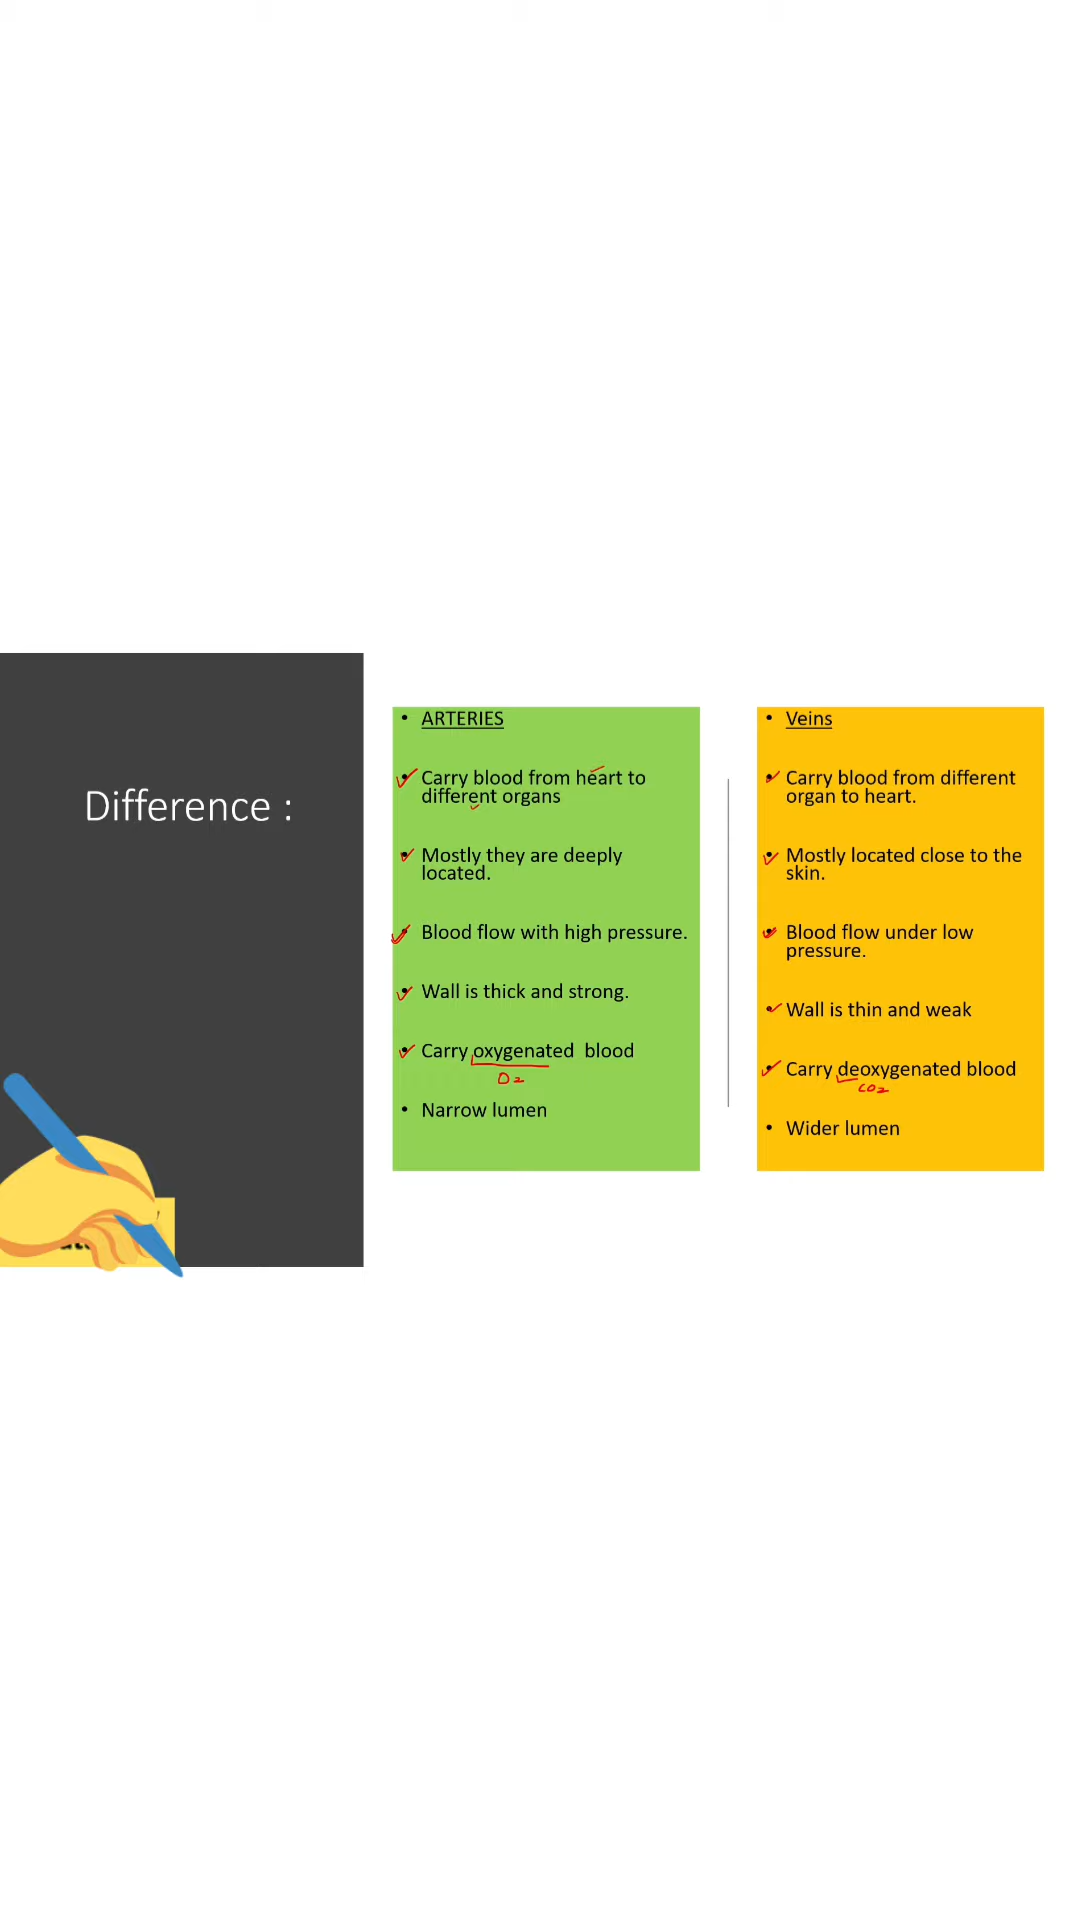 Difference :
• ARTERIES
• Carry blood from heart to
different organs
• Mostly they are deeply
located.
• Blood flow with high pressure.
• Wall is thick and strong.
• Carry oxygenated blood
O2
• Narrow lumen
• Veins
• Carry blood from different
organ to heart.
• Mostly located close to the
skin.
• Blood flow under low
pressure.
• Wall is thin and weak
• Carry deoxygenated blood
CO2
• Wider lumen